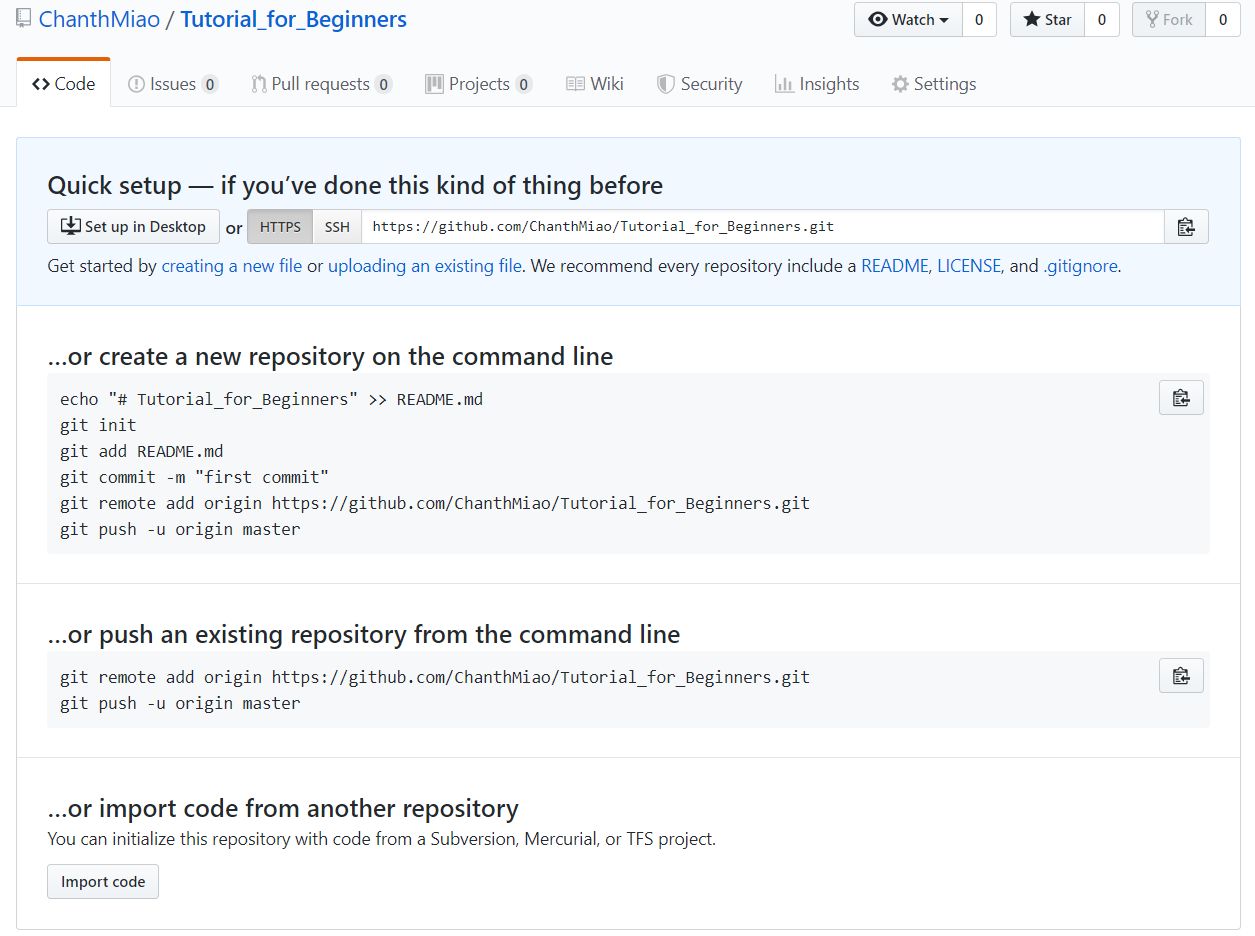 ChanthMiao / Tutorial_for_Beginners
Watch 0 Star 0 Fork 0
Code Issues 0 Pull requests 0 Projects 0 Wiki Security Insights Settings
Quick setup — if you’ve done this kind of thing before
Set up in Desktop or HTTPS SSH https://github.com/ChanthMiao/Tutorial_for_Beginners.git
Get started by creating a new file or uploading an existing file. We recommend every repository include a README, LICENSE, and .gitignore.
…or create a new repository on the command line
echo "# Tutorial_for_Beginners" >> README.md
git init
git add README.md
git commit -m "first commit"
git remote add origin https://github.com/ChanthMiao/Tutorial_for_Beginners.git
git push -u origin master
…or push an existing repository from the command line
git remote add origin https://github.com/ChanthMiao/Tutorial_for_Beginners.git
git push -u origin master
…or import code from another repository
You can initialize this repository with code from a Subversion, Mercurial, or TFS project.
Import code